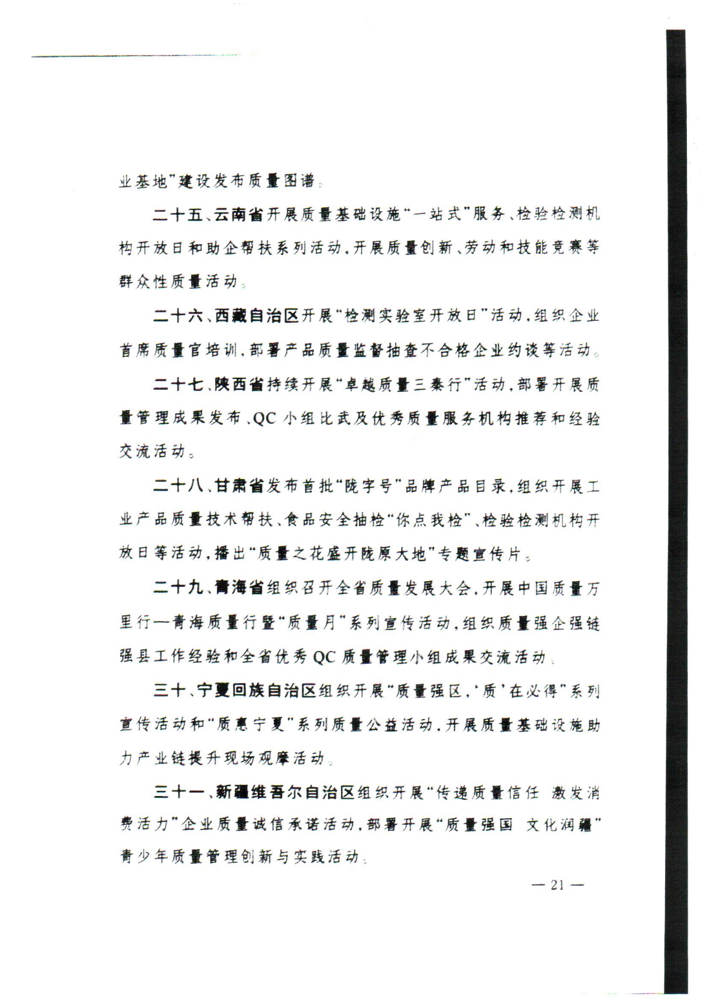 业基地”建设发布质量图谱。
二十五、云南省开展质量基础设施“一站式”服务、检验检测机
构开放日和助企帮扶系列活动,开展质量创新、劳动和技能竞赛等
群众性质量活动。
二十六、西藏自治区开展“检测实验室开放日”活动,组织企业
首席质量官培训,部署产品质量监督抽查不合格企业约谈等活动。
二十七、陕西省持续开展“卓越质量三秦行”活动,部署开展质
量管理成果发布、QC 小组比武及优秀质量服务机构推荐和经验
交流活动。
二十八、甘肃省发布首批“陇字号”品牌产品目录,组织开展工
业产品质量技术帮扶、食品安全抽检“你点我检”、检验检测机构开
放日等活动,播出“质量之花盛开陇原大地”专题宣传片。
二十九、青海省组织召开全省质量发展大会,开展中国质量万
里行—青海质量行暨“质量月”系列宣传活动,组织质量强企强链
强县工作经验和全省优秀 QC 质量管理小组成果交流活动。
三十、宁夏回族自治区组织开展“质量强区,‘质’在必得”系列
宣传活动和“质惠宁夏”系列质量公益活动,开展质量基础设施助
力产业链提升现场观摩活动。
三十一、新疆维吾尔自治区组织开展“传递质量信任 激发消
费活力”企业质量诚信承诺活动,部署开展“质量强国 文化润疆”
青少年质量管理创新与实践活动。
— 21 —